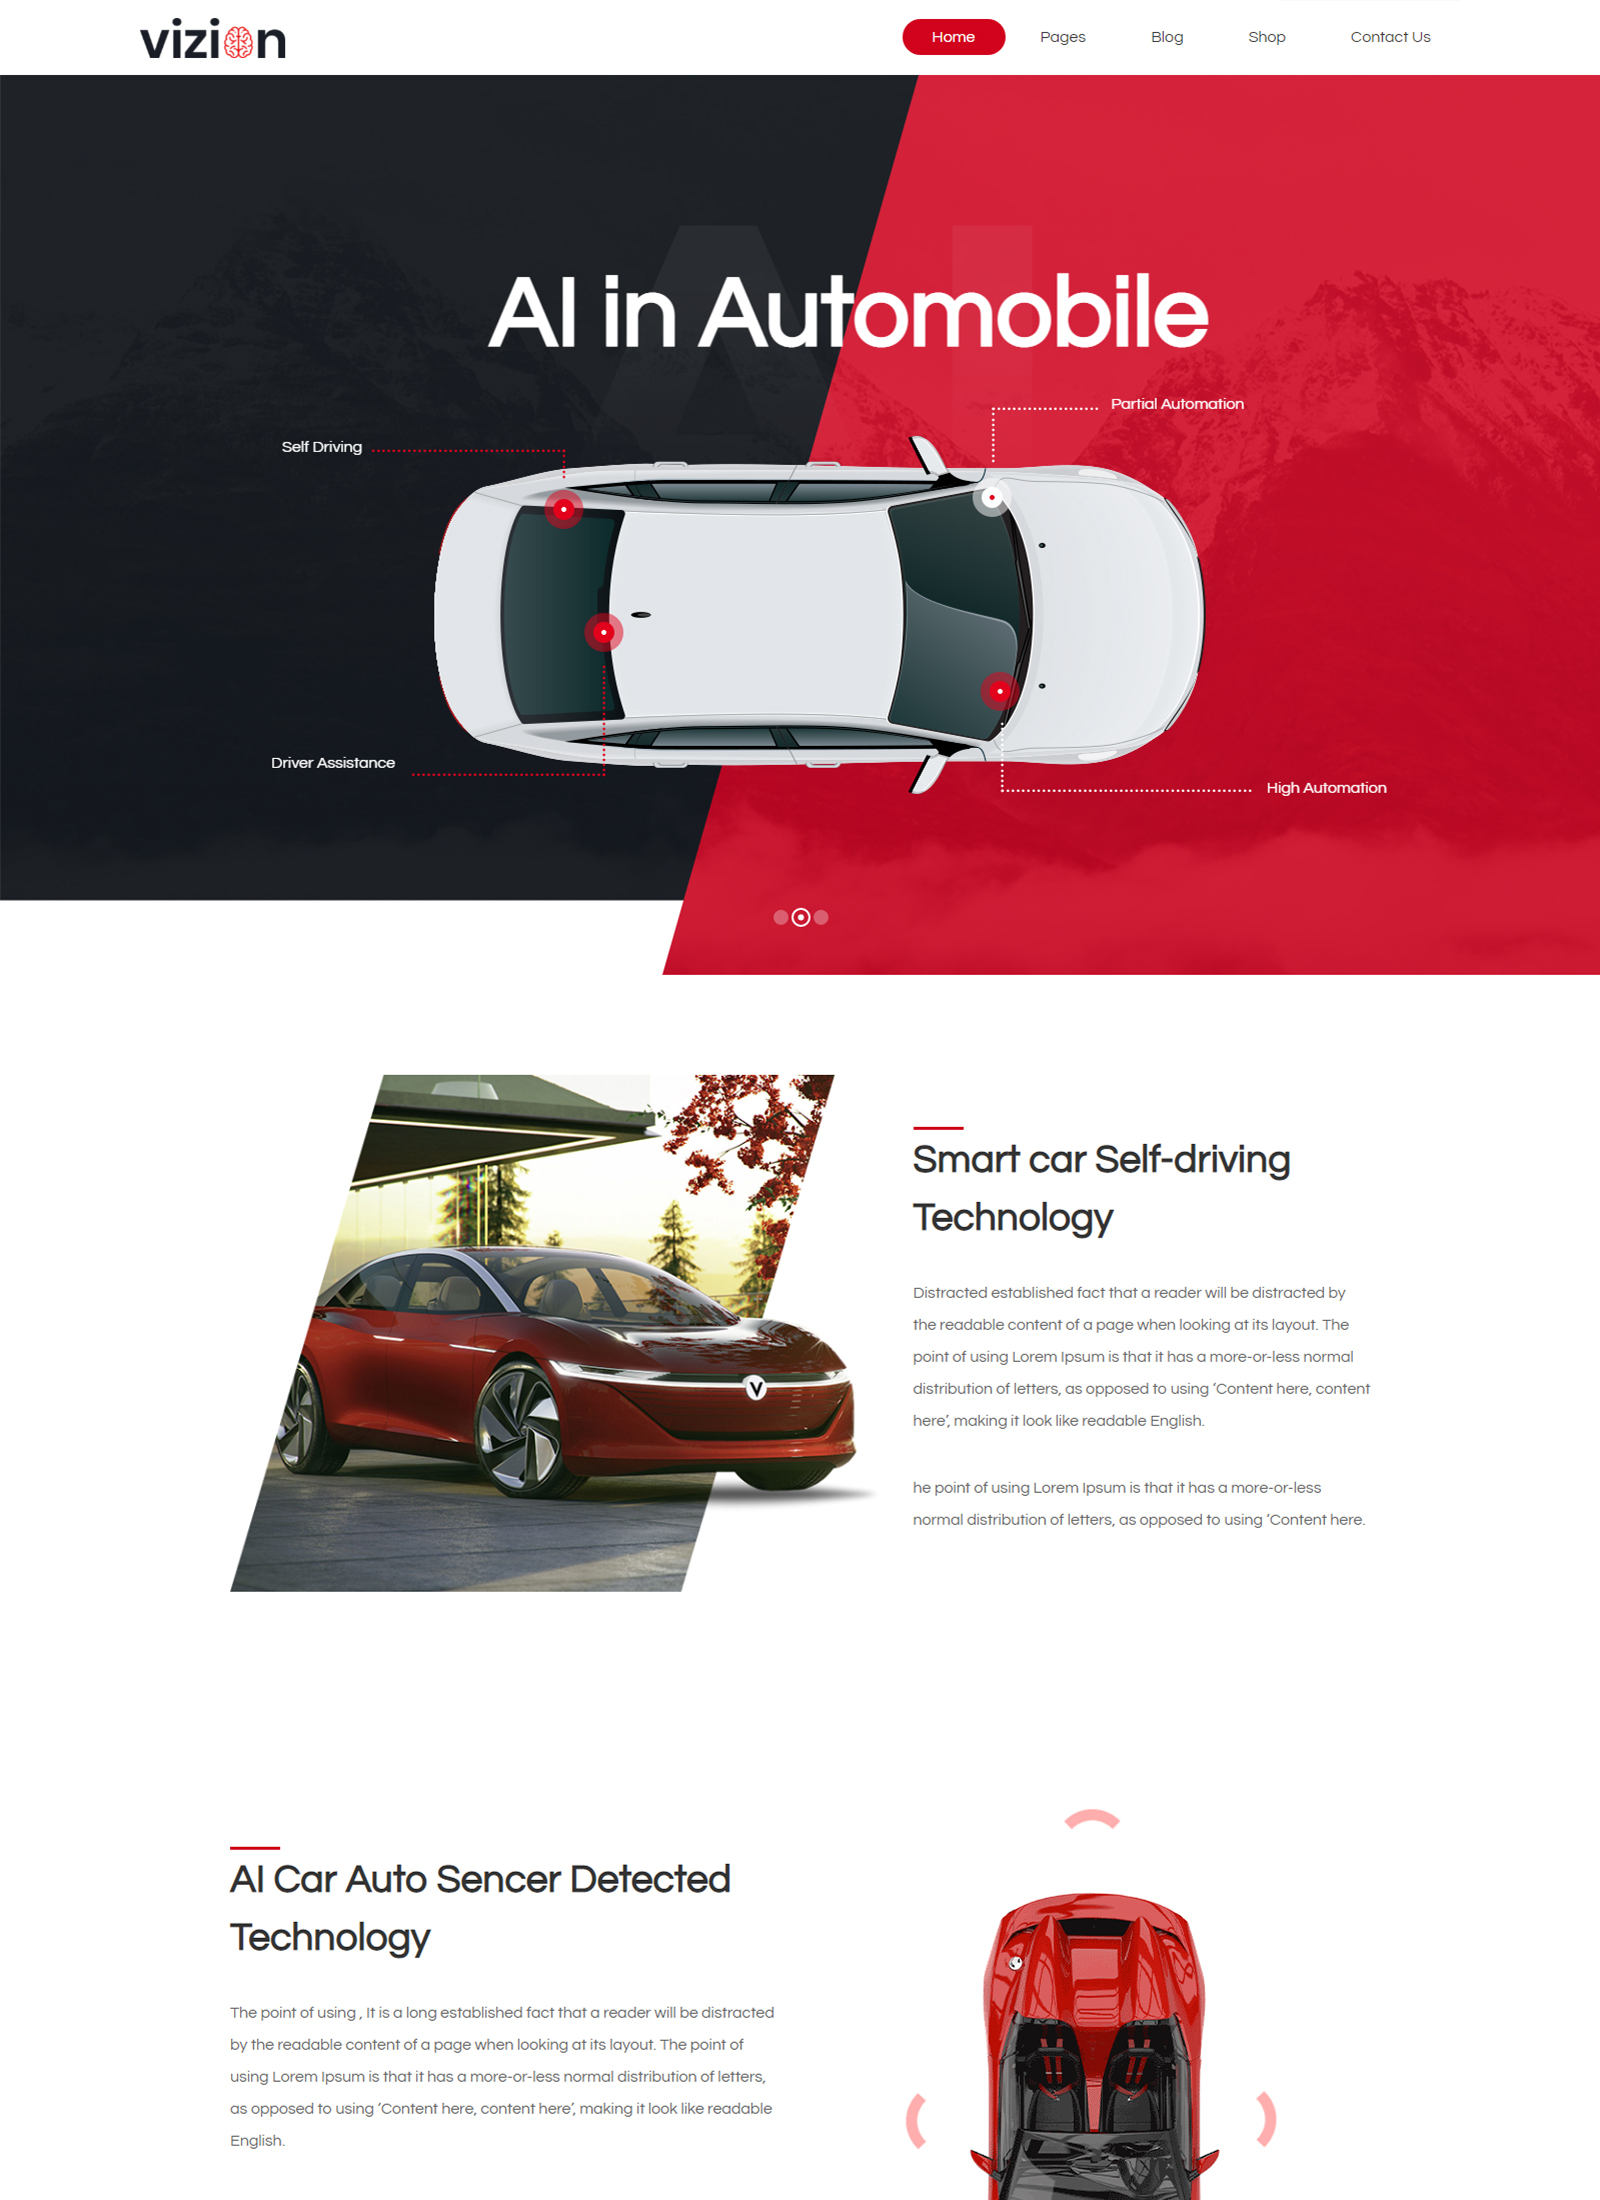 vizion
Home
Pages
Blog
Shop
Contact Us
AI
AI in Automobile
Partial Automation
Self Driving
Driver Assistance
High Automation
Smart car Self-driving
Technology
Distracted established fact that a reader will be distracted by
the readable content of a page when looking at its layout. The
point of using Lorem Ipsum is that it has a more-or-less normal
distribution of letters, as opposed to using ‘Content here, content
here’, making it look like readable English.
he point of using Lorem Ipsum is that it has a more-or-less
normal distribution of letters, as opposed to using ‘Content here.
V
AI Car Auto Sencer Detected
Technology
The point of using , It is a long established fact that a reader will be distracted
by the readable content of a page when looking at its layout. The point of
using Lorem Ipsum is that it has a more-or-less normal distribution of letters,
as opposed to using ‘Content here, content here’, making it look like readable
English.